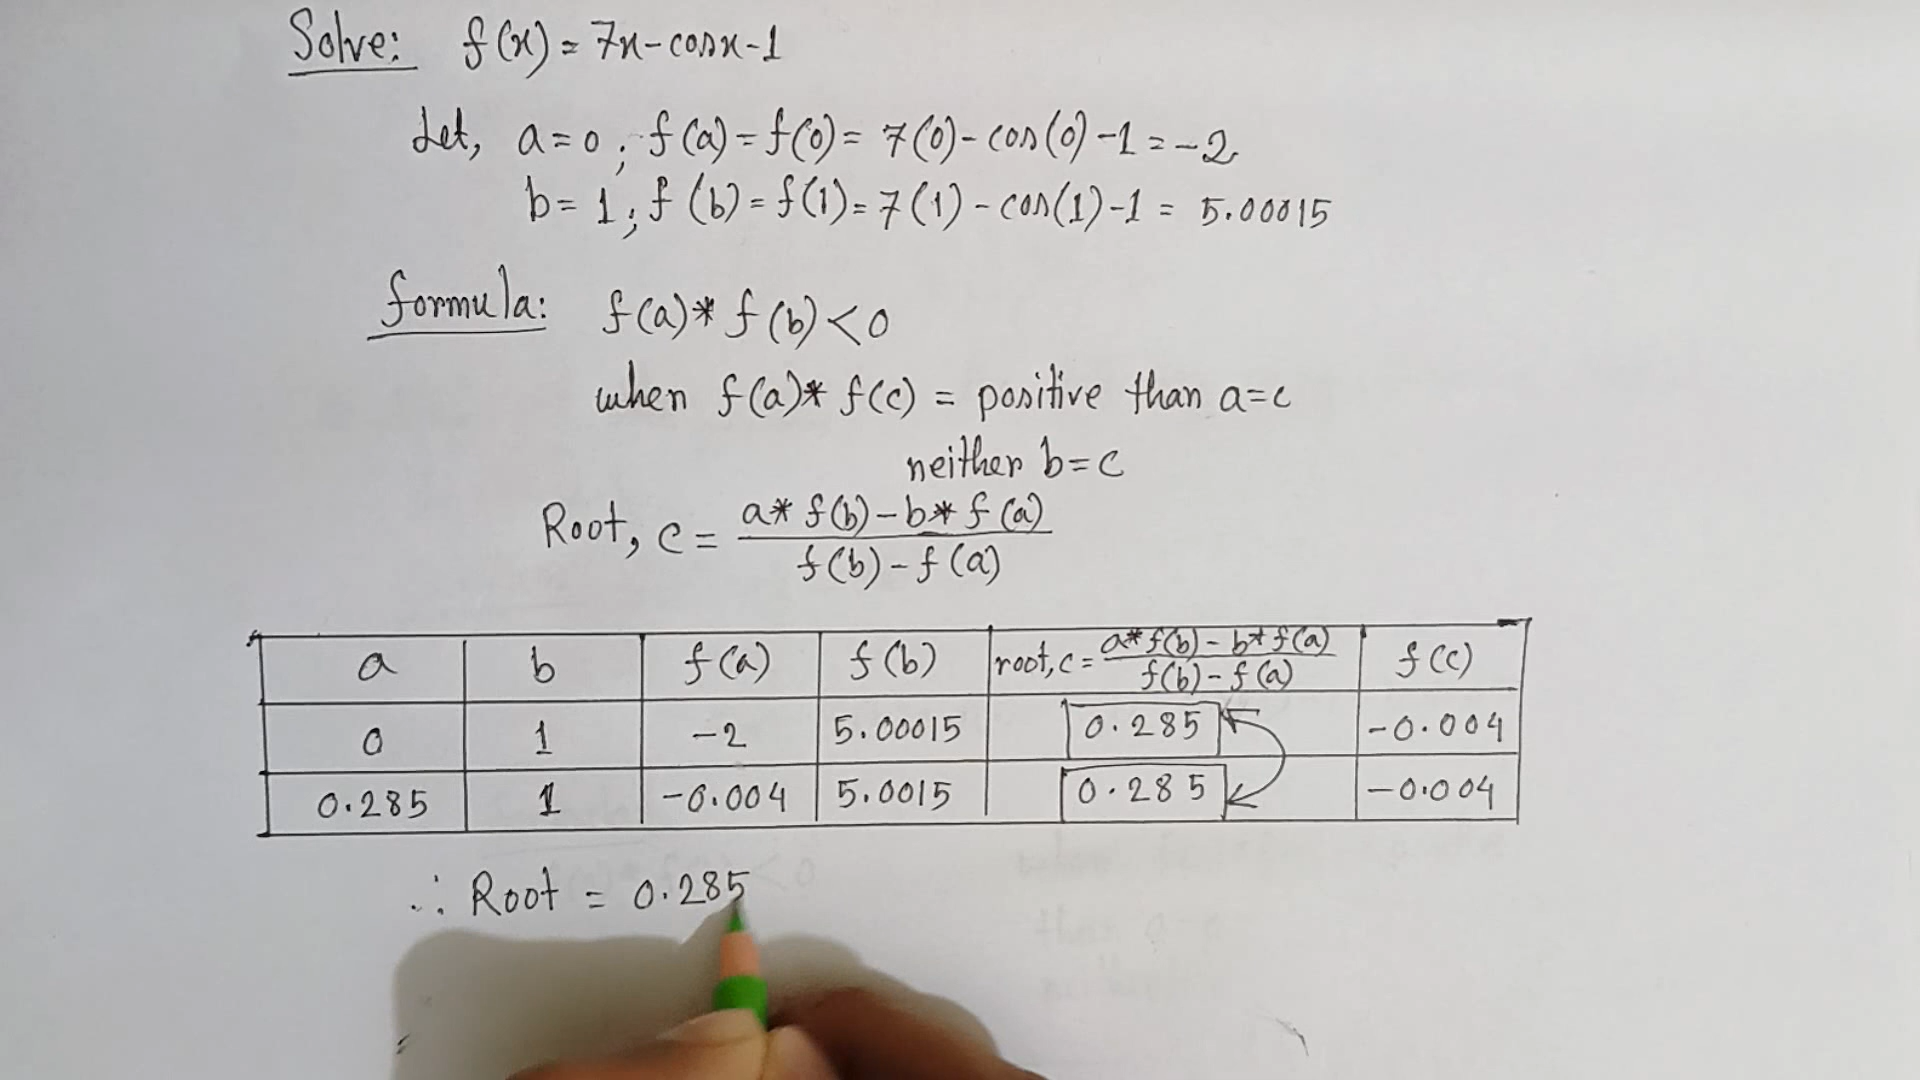 Solve: f(x) = 7x-cosx-1
Let, a=0; f(a)=f(0)= 7(0)-cos(0)-1=-2
b=1; f(b)=f(1)=7(1)-cos(1)-1= 5.00015
formula: f(a)*f(b)<0
when f(a)* f(c) = positive than a=c
neither b=c
Root, c= a* f(b)-b* f(a) / f(b)-f(a)
a b f(a) f(b) root, c= a* f(b)-b* f(a) / f(b)-f(a) f(c)
0 1 -2 5.00015 0.285 -0.004
0.285 1 -0.004 5.0015 0.285 -0.004
∴ Root = 0.285